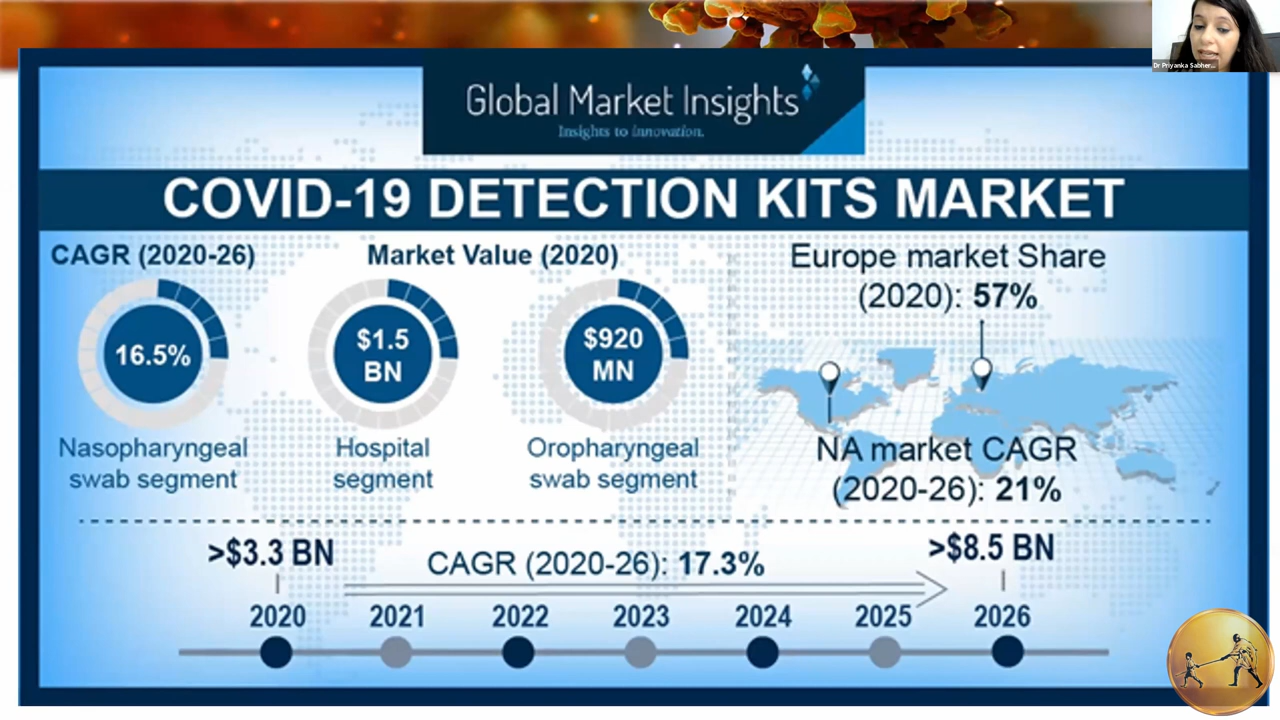 Dr Priyanka Sabher...
Global Market Insights
Insights to innovation.
COVID-19 DETECTION KITS MARKET
CAGR (2020-26)
16.5%
Nasopharyngeal
swab segment
Market Value (2020)
$1.5
BN
Hospital
segment
$920
MN
Oropharyngeal
swab segment
Europe market Share
(2020): 57%
NA market CAGR
(2020-26): 21%
>$3.3 BN
CAGR (2020-26): 17.3%
>$8.5 BN
2020 2021 2022 2023 2024 2025 2026